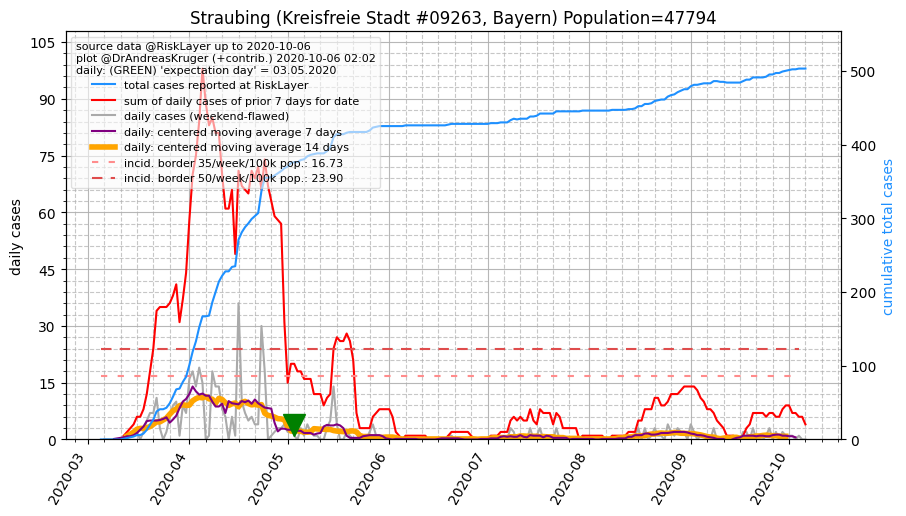 Straubing (Kreisfreie Stadt #09263, Bayern) Population=47794
source data @RiskLayer up to 2020-10-06
plot @DrAndreasKruger (+contrib.) 2020-10-06 02:02
daily: (GREEN) 'expectation day' = 03.05.2020
total cases reported at RiskLayer
sum of daily cases of prior 7 days for date
daily cases (weekend-flawed)
daily: centered moving average 7 days
daily: centered moving average 14 days
incid. border 35/week/100k pop.: 16.73
incid. border 50/week/100k pop.: 23.90
daily cases
105
90
75
60
45
30
15
0
cumulative total cases
500
400
300
200
100
0
2020-03
2020-04
2020-05
2020-06
2020-07
2020-08
2020-09
2020-10